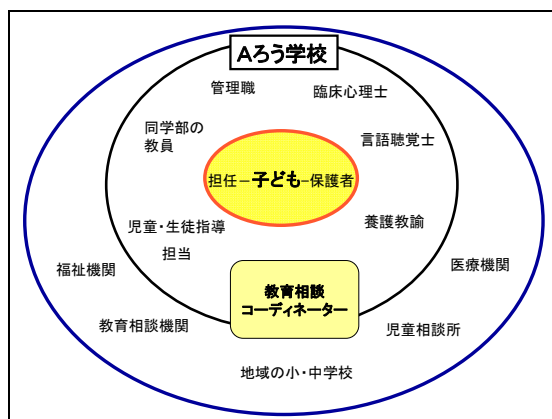 Aろう学校
管理職
臨床心理士
同学部の
教員
言語聴覚士
担任－子ども－保護者
児童・生徒指導
担当
養護教諭
福祉機関
医療機関
教育相談
コーディネーター
教育相談機関
児童相談所
地域の小・中学校